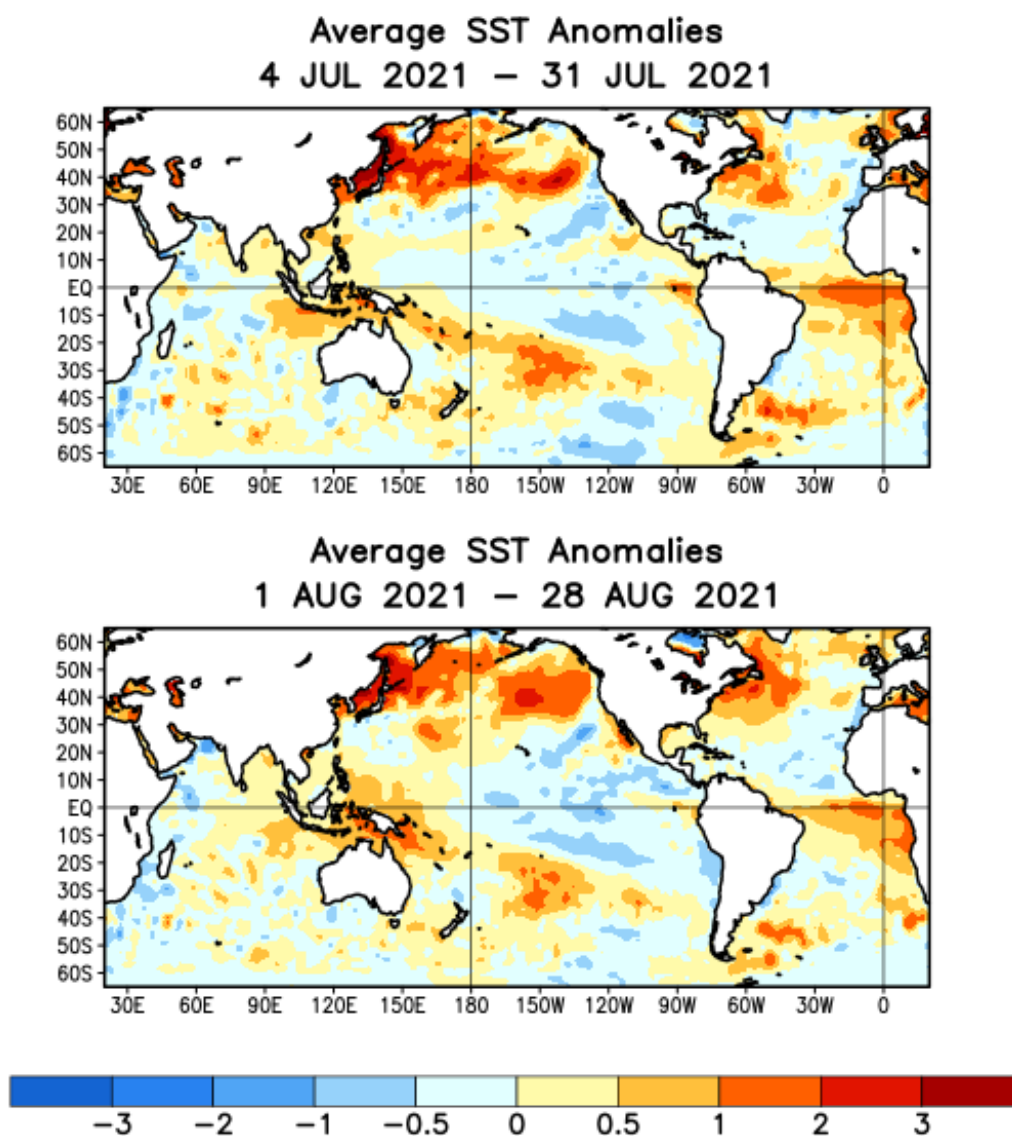 Average SST Anomalies
4 JUL 2021 – 31 JUL 2021
60N
50N
40N
30N
20N
10N
EQ
10S
20S
30S
40S
50S
60S
30E 60E 90E 120E 150E 180 150W 120W 90W 60W 30W 0
Average SST Anomalies
1 AUG 2021 – 28 AUG 2021
60N
50N
40N
30N
20N
10N
EQ
10S
20S
30S
40S
50S
60S
30E 60E 90E 120E 150E 180 150W 120W 90W 60W 30W 0
−3 −2 −1 −0.5 0 0.5 1 2 3